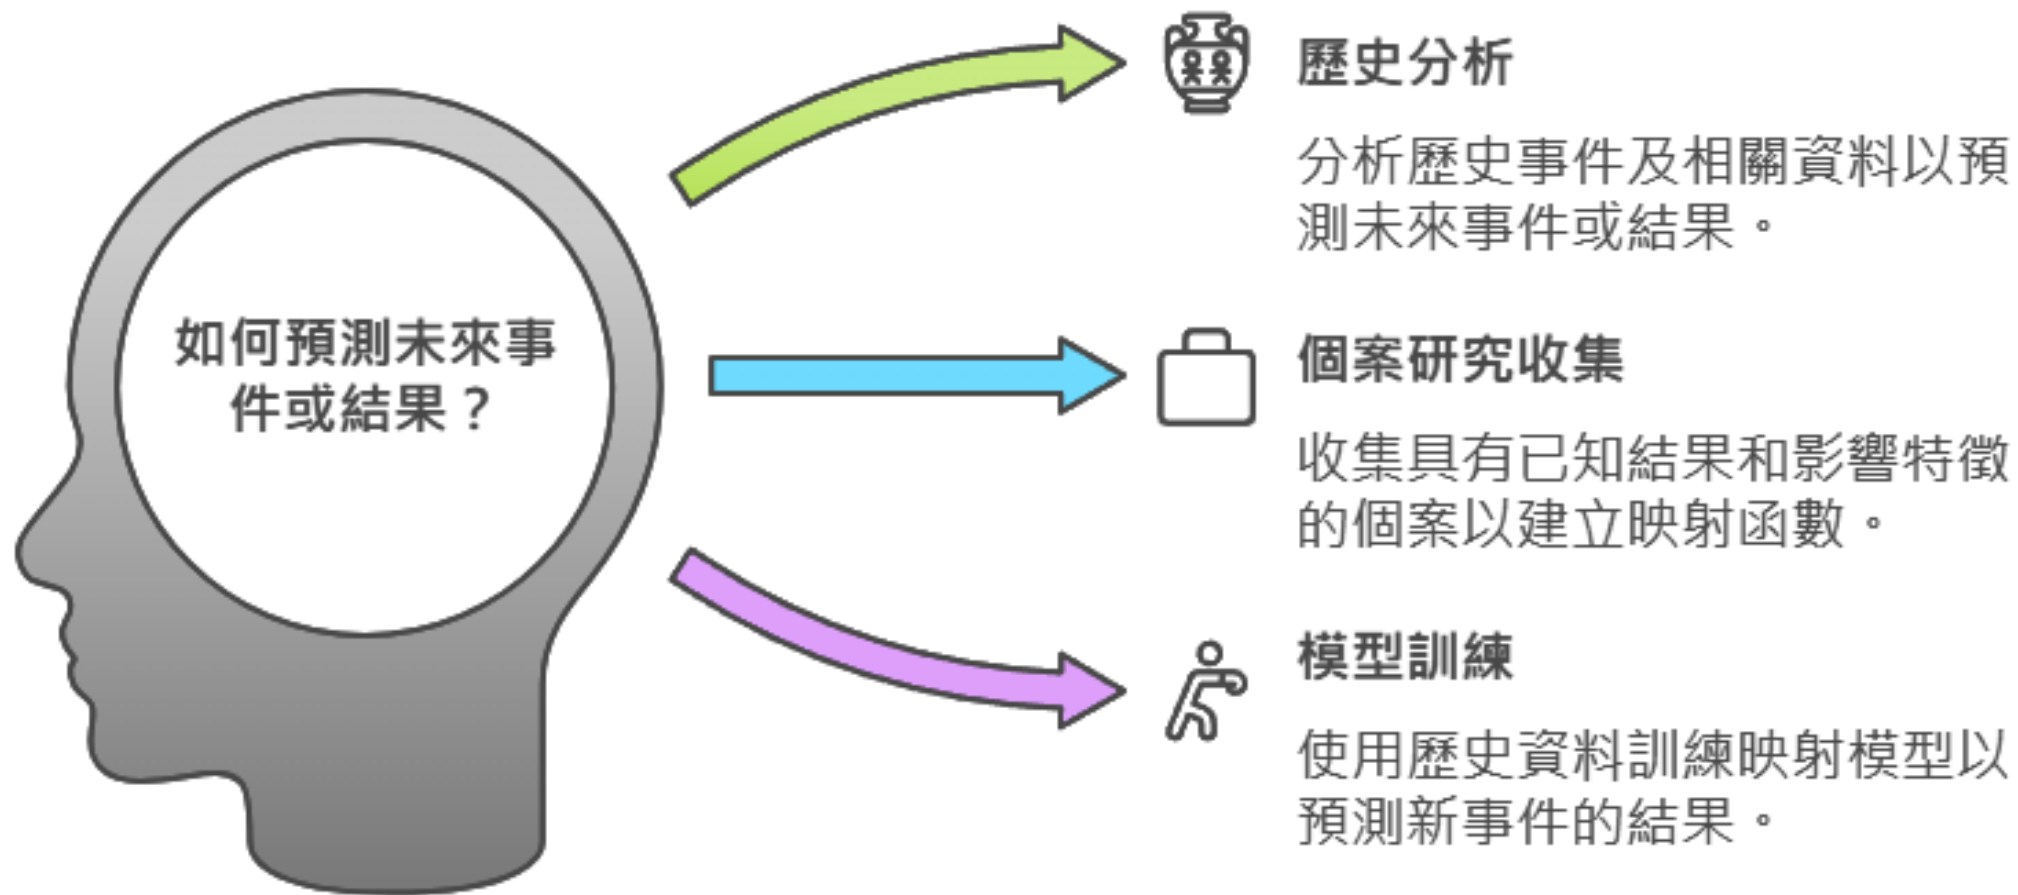 如何預測未來事
件或結果？
歷史分析
分析歷史事件及相關資料以預
測未來事件或結果。
個案研究收集
收集具有已知結果和影響特徵
的個案以建立映射函數。
模型訓練
使用歷史資料訓練映射模型以
預測新事件的結果。